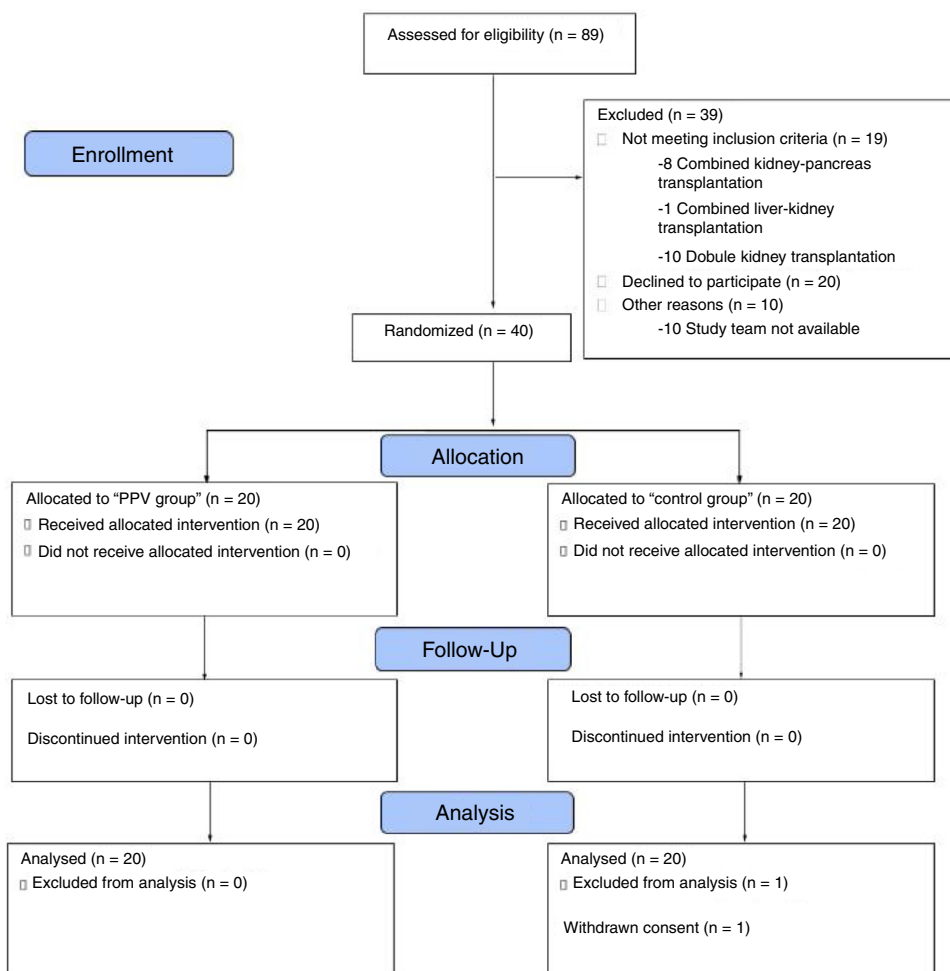 Assessed for eligibility (n = 89)
Enrollment
Excluded (n = 39)
Not meeting inclusion criteria (n = 19)
-8 Combined kidney-pancreas
transplantation
-1 Combined liver-kidney
transplantation
-10 Dobule kidney transplantation
Declined to participate (n = 20)
Other reasons (n = 10)
-10 Study team not available
Randomized (n = 40)
Allocation
Allocated to “PPV group” (n = 20)
Received allocated intervention (n = 20)
Did not receive allocated intervention (n = 0)
Allocated to “control group” (n = 20)
Received allocated intervention (n = 20)
Did not receive allocated intervention (n = 0)
Follow-Up
Lost to follow-up (n = 0)
Discontinued intervention (n = 0)
Lost to follow-up (n = 0)
Discontinued intervention (n = 0)
Analysis
Analysed (n = 20)
Excluded from analysis (n = 0)
Analysed (n = 20)
Excluded from analysis (n = 1)
Withdrawn consent (n = 1)